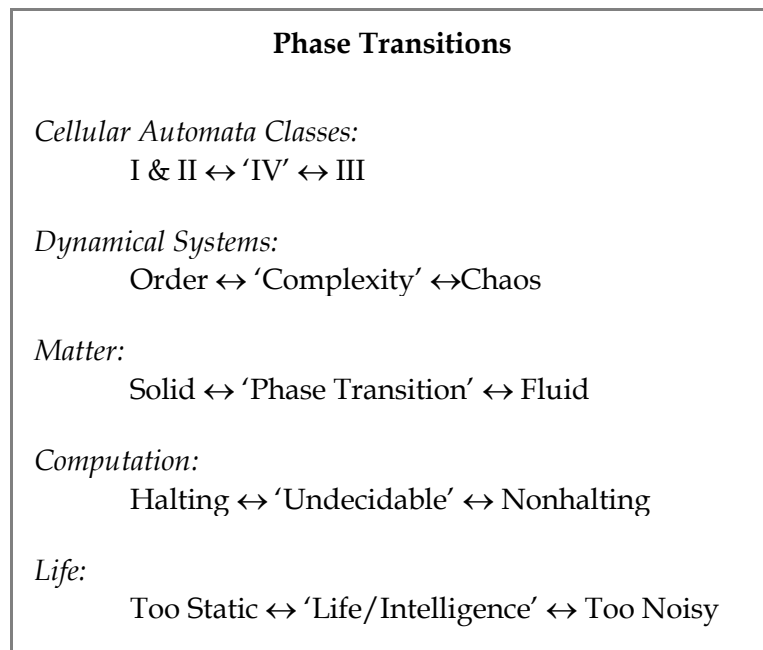 Phase Transitions
Cellular Automata Classes:
I & II ↔ ‘IV’ ↔ III
Dynamical Systems:
Order ↔ ‘Complexity’ ↔Chaos
Matter:
Solid ↔ ‘Phase Transition’ ↔ Fluid
Computation:
Halting ↔ ‘Undecidable’ ↔ Nonhalting
Life:
Too Static ↔ ‘Life/Intelligence’ ↔ Too Noisy